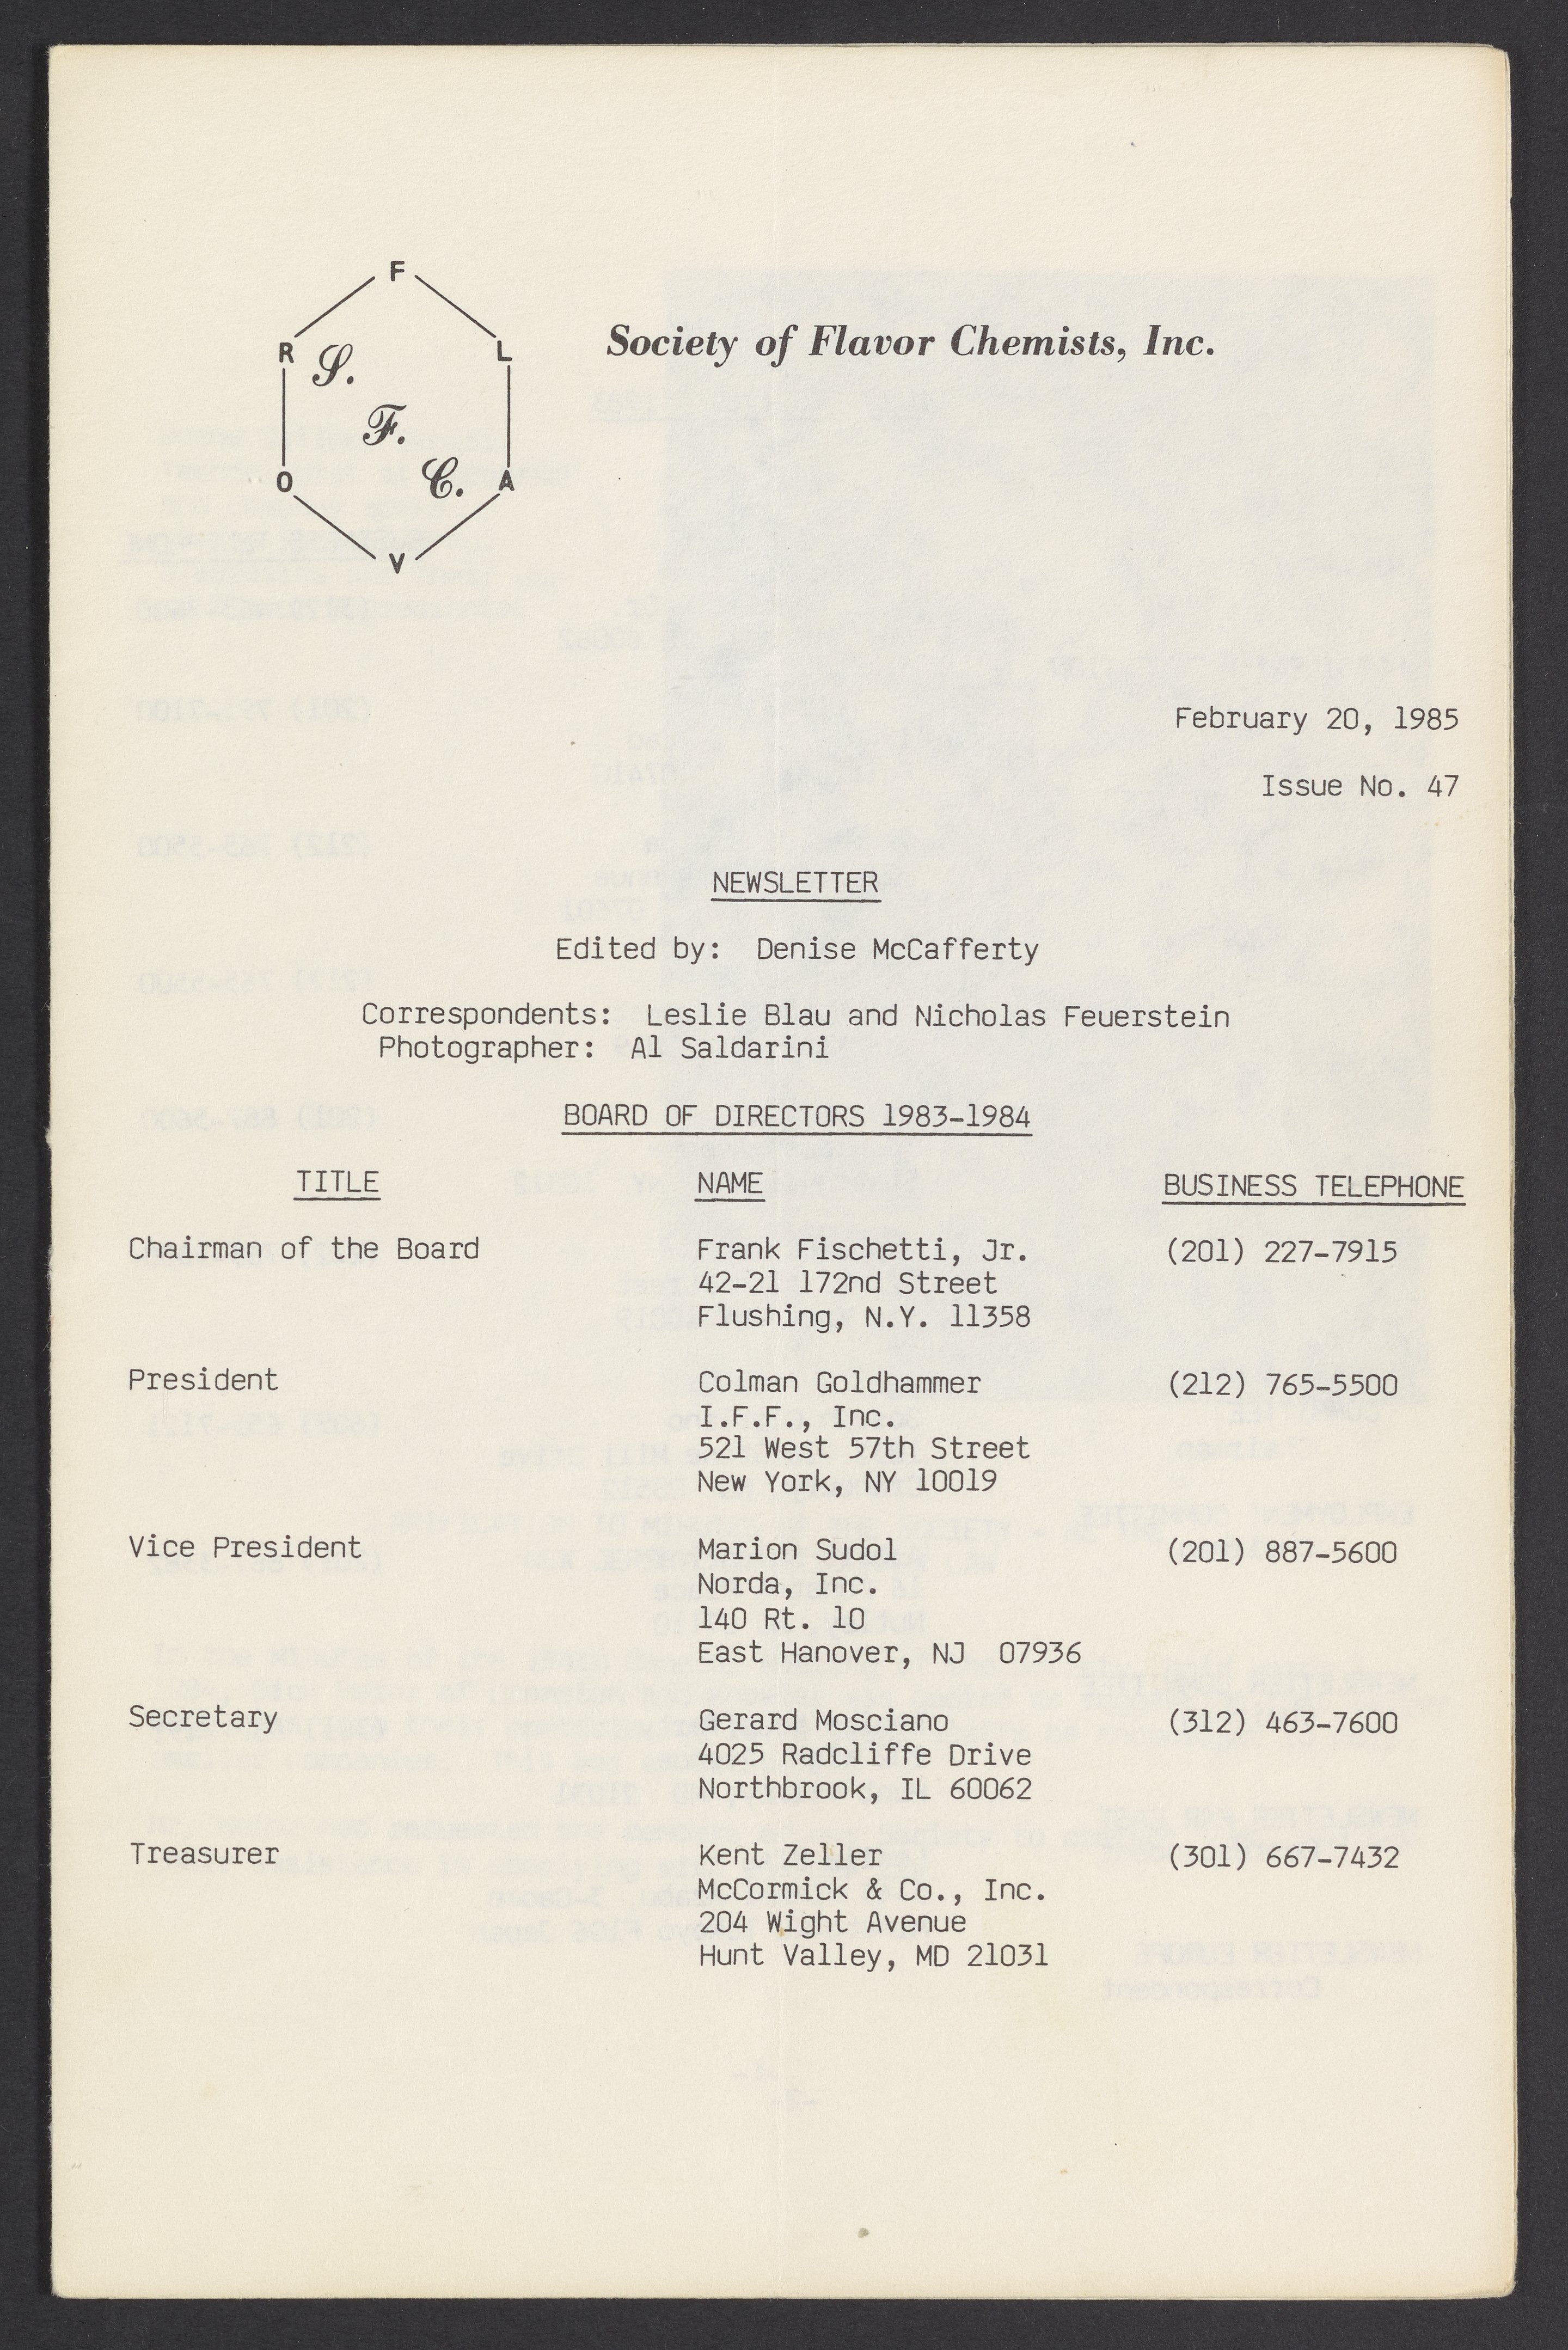 F
R L
S.
F.
C.
O A
V
Society of Flavor Chemists, Inc.
February 20, 1985
Issue No. 47
NEWSLETTER
Edited by: Denise McCafferty
Correspondents: Leslie Blau and Nicholas Feuerstein
Photographer: Al Saldarini
BOARD OF DIRECTORS 1983-1984
TITLE NAME BUSINESS TELEPHONE
Chairman of the Board Frank Fischetti, Jr. (201) 227-7915
42-21 172nd Street
Flushing, N.Y. 11358
President Colman Goldhammer (212) 765-5500
I.F.F., Inc.
521 West 57th Street
New York, NY 10019
Vice President Marion Sudol (201) 887-5600
Norda, Inc.
140 Rt. 10
East Hanover, NJ 07936
Secretary Gerard Mosciano (312) 463-7600
4025 Radcliffe Drive
Northbrook, IL 60062
Treasurer Kent Zeller (301) 667-7432
McCormick & Co., Inc.
204 Wight Avenue
Hunt Valley, MD 21031